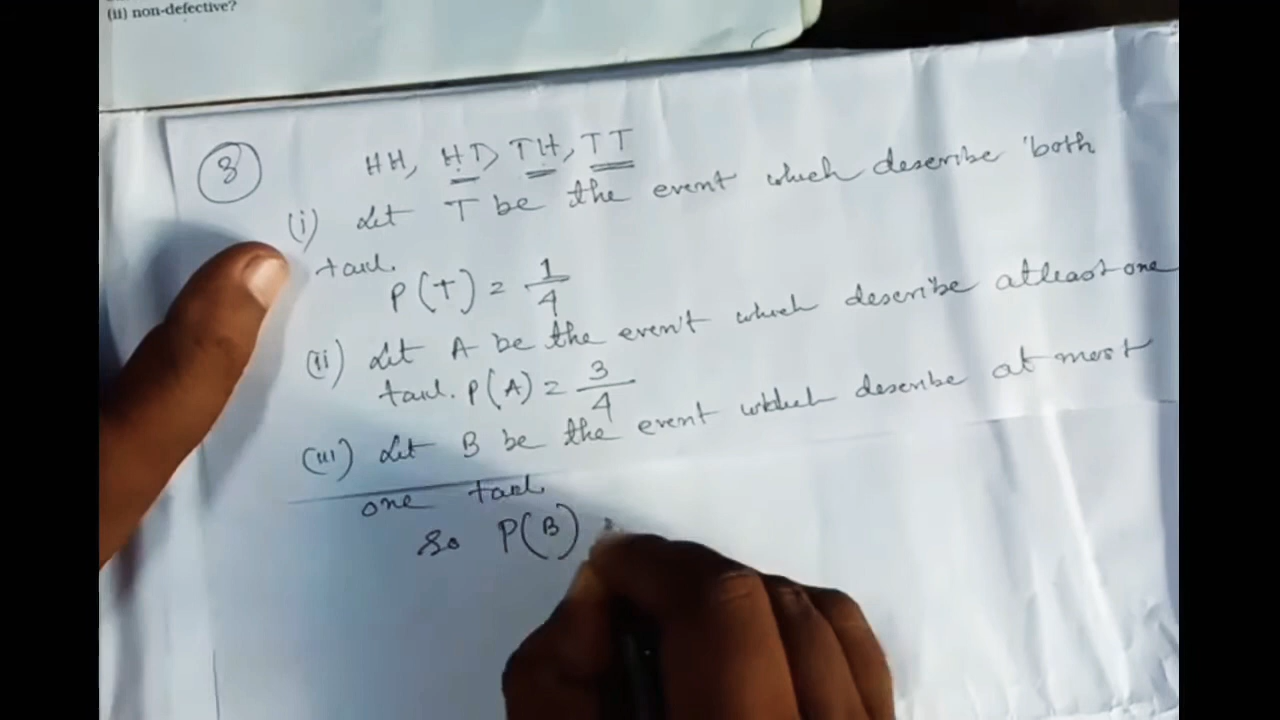 (ii) non-defective?
8
HH, HT, TH, TT
(i) Let T be the event which describe both
tail.
P(T) = 1/4
(ii) Let A be the event which describe atleast one
tail. P(A) = 3/4
(iii) Let B be the event which describe at most
one tail
So P(B)